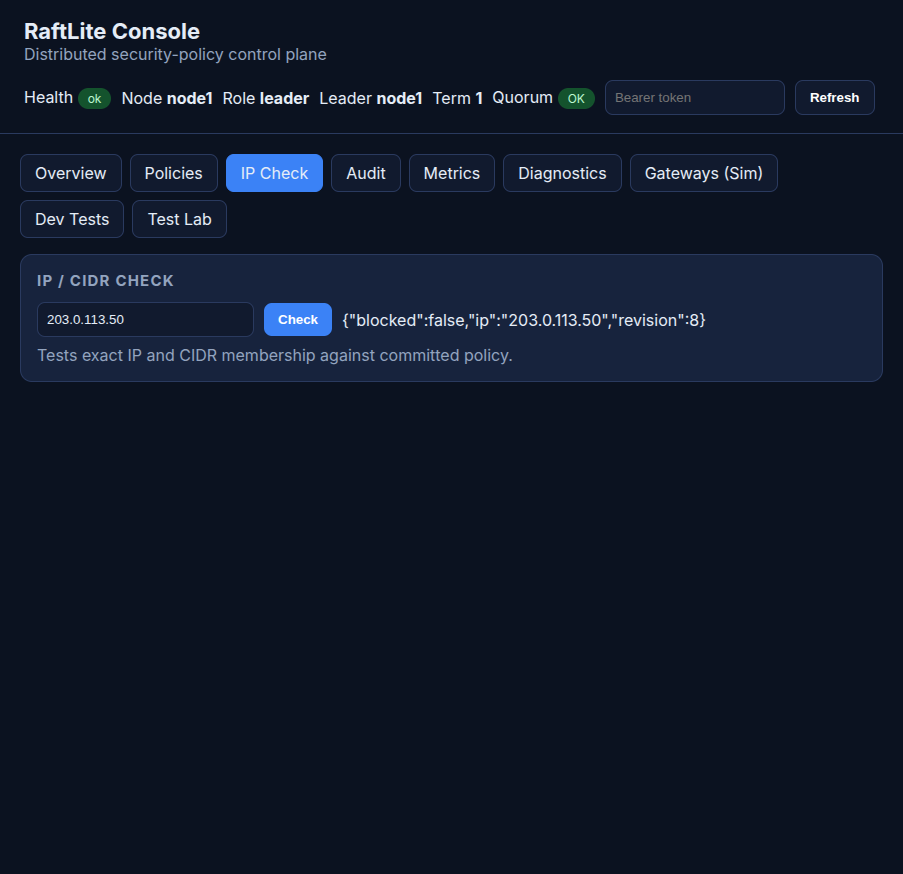 RaftLite Console
Distributed security-policy control plane
Health ok Node node1 Role leader Leader node1 Term 1 Quorum OK Bearer token Refresh
Overview Policies IP Check Audit Metrics Diagnostics Gateways (Sim)
Dev Tests Test Lab
IP / CIDR CHECK
203.0.113.50 Check {"blocked":false,"ip":"203.0.113.50","revision":8}
Tests exact IP and CIDR membership against committed policy.